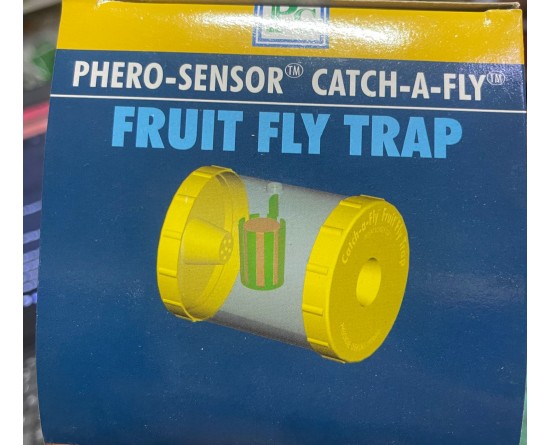 PHERO-SENSOR™ CATCH-A-FLY™
FRUIT FLY TRAP
Catch-a-Fly Fruit Fly Trap